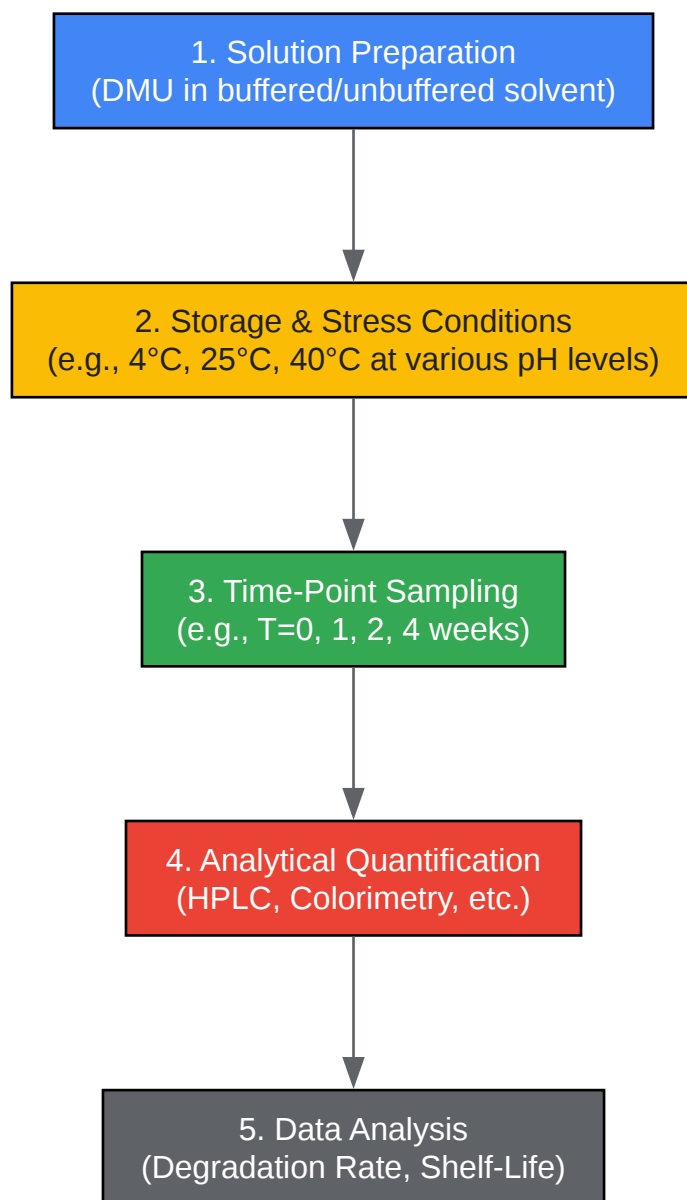 1. Solution Preparation
(DMU in buffered/unbuffered solvent)
2. Storage & Stress Conditions
(e.g., 4°C, 25°C, 40°C at various pH levels)
3. Time-Point Sampling
(e.g., T=0, 1, 2, 4 weeks)
4. Analytical Quantification
(HPLC, Colorimetry, etc.)
5. Data Analysis
(Degradation Rate, Shelf-Life)